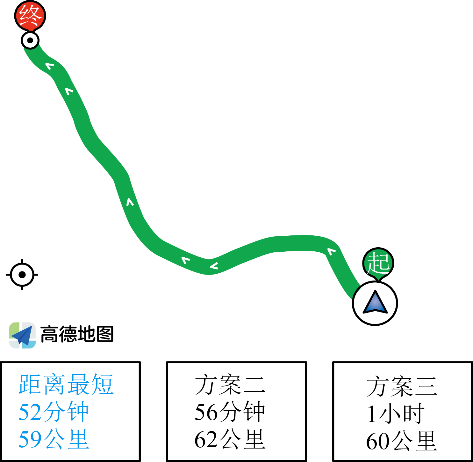 终
起
高德地图
距离最短
52分钟
59公里
方案二
56分钟
62公里
方案三
1小时
60公里